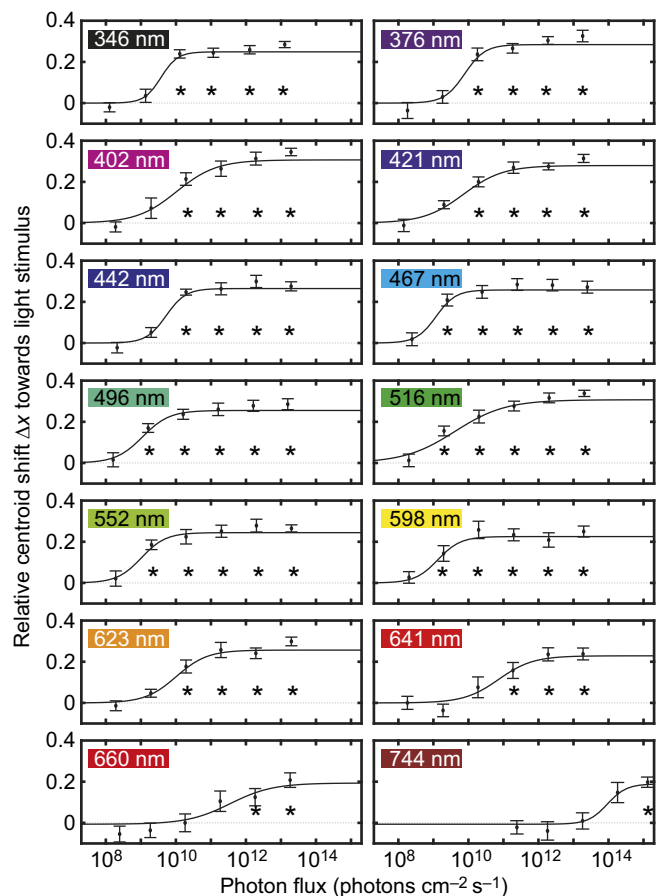 0.4
346 nm
376 nm
0.2
* * * *
* * * *
0
0.4
402 nm
421 nm
0.2
* * * *
* * * *
0
0.4
442 nm
467 nm
0.2
* * * *
* * * * *
0
0.4
496 nm
516 nm
0.2
* * * * *
* * * * *
0
0.4
552 nm
598 nm
0.2
* * * * *
* * * * *
0
0.4
623 nm
641 nm
0.2
* * * *
* * *
0
0.4
660 nm
744 nm
0.2
* *
*
0
10⁸ 10¹⁰ 10¹² 10¹⁴
10⁸ 10¹⁰ 10¹² 10¹⁴
Photon flux (photons cm⁻² s⁻¹)
Relative centroid shift Δx towards light stimulus